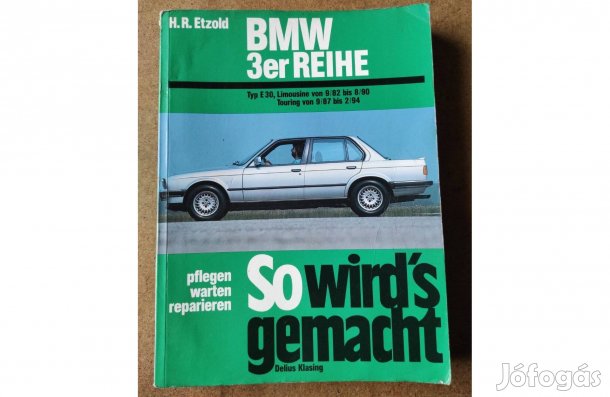 H.R. Etzold
BMW
3er REIHE
Typ E 30, Limousine von 9/82 bis 8/90
Touring von 9/87 bis 2/94
pflegen
warten
reparieren
So wird's
gemacht
Delius Klasing
Jófogás